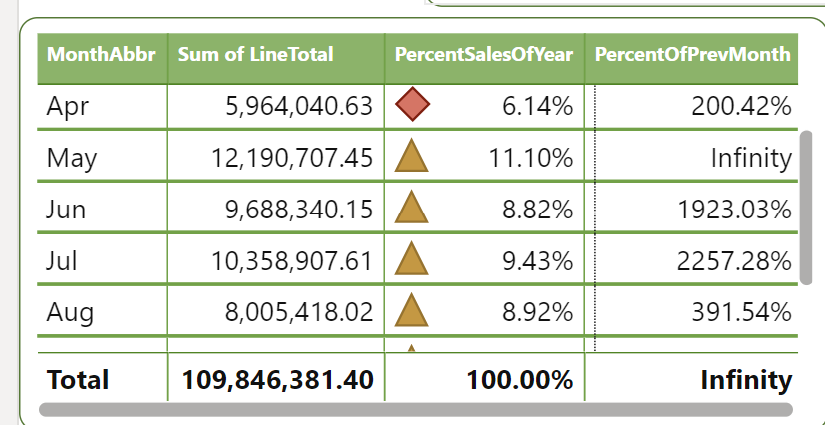 MonthAbbr Sum of LineTotal PercentSalesOfYear PercentOfPrevMonth
Apr 5,964,040.63 6.14% 200.42%
May 12,190,707.45 11.10% Infinity
Jun 9,688,340.15 8.82% 1923.03%
Jul 10,358,907.61 9.43% 2257.28%
Aug 8,005,418.02 8.92% 391.54%
Total 109,846,381.40 100.00% Infinity